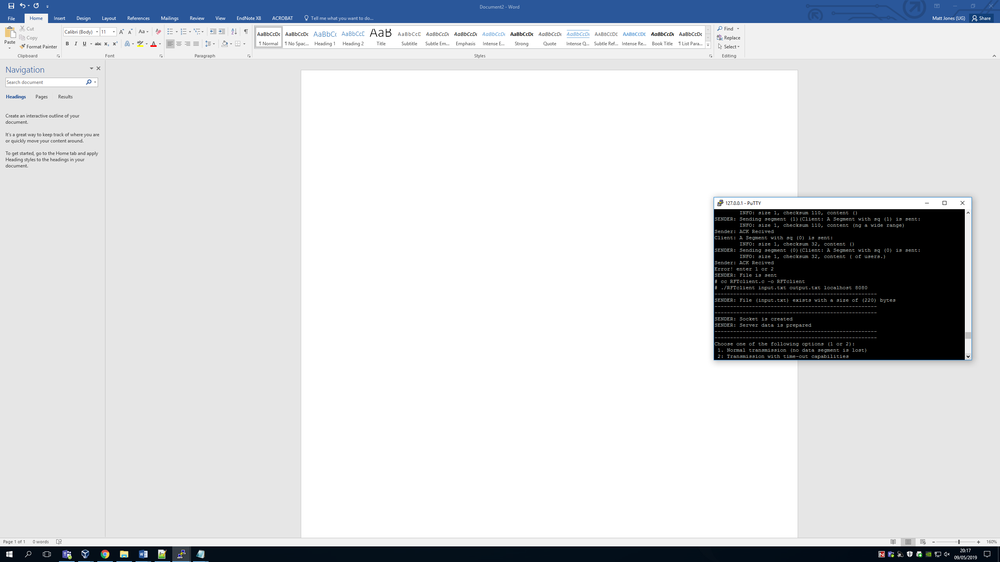 Document2 - Word
File Home Insert Design Layout References Mailings Review View EndNote X8 ACROBAT Tell me what you want to do... Matt Jones (UG) Share
Paste
Cut
Copy
Format Painter
Clipboard
Calibri (Body) 11
Font
Paragraph
AaBbCcDc AaBbCcDc AaBbCc AaBbCcD AaB AaBbCcD AaBbCcDc AaBbCcDc AaBbCcDc AaBbCcDc AaBbCcDc AaBbCcDc AABBCCDE AABBCCDE AaBbCcDc AaBbCcDc
¶ Normal ¶ No Spac... Heading 1 Heading 2 Title Subtitle Subtle Em... Emphasis Intense E... Strong Quote Intense Q... Subtle Ref... Intense Re... Book Title ¶ List Para...
Styles
Find
Replace
Select
Editing
Navigation
Search document
Headings Pages Results
Create an interactive outline of your
document.
It's a great way to keep track of where you are
or quickly move your content around.
To get started, go to the Home tab and apply
Heading styles to the headings in your
document.
127.0.0.1 - PuTTY
INFO: size 1, checksum 110, content ()
SENDER: Sending segment (1)(Client: A Segment with sq (1) is sent:
INFO: size 1, checksum 110, content (ng a wide range)
Sender: ACK Recived
Client: A Segment with sq (0) is sent:
INFO: size 1, checksum 32, content ()
SENDER: Sending segment (0)(Client: A Segment with sq (0) is sent:
INFO: size 1, checksum 32, content ( of users.)
Sender: ACK Recived
Error! enter 1 or 2
SENDER: File is sent
# cc RFTclient.c -o RFTclient
# ./RFTclient input.txt output.txt localhost 8080
----------------------------------------------------
SENDER: File (input.txt) exists with a size of (220) bytes
----------------------------------------------------
----------------------------------------------------
SENDER: Socket is created
SENDER: Server data is prepared
----------------------------------------------------
----------------------------------------------------
Choose one of the following options (1 or 2):
1. Normal transmission (no data segment is lost)
2: Transmission with time-out capabilities
Page 1 of 1 0 words 160%
20:17
09/05/2019